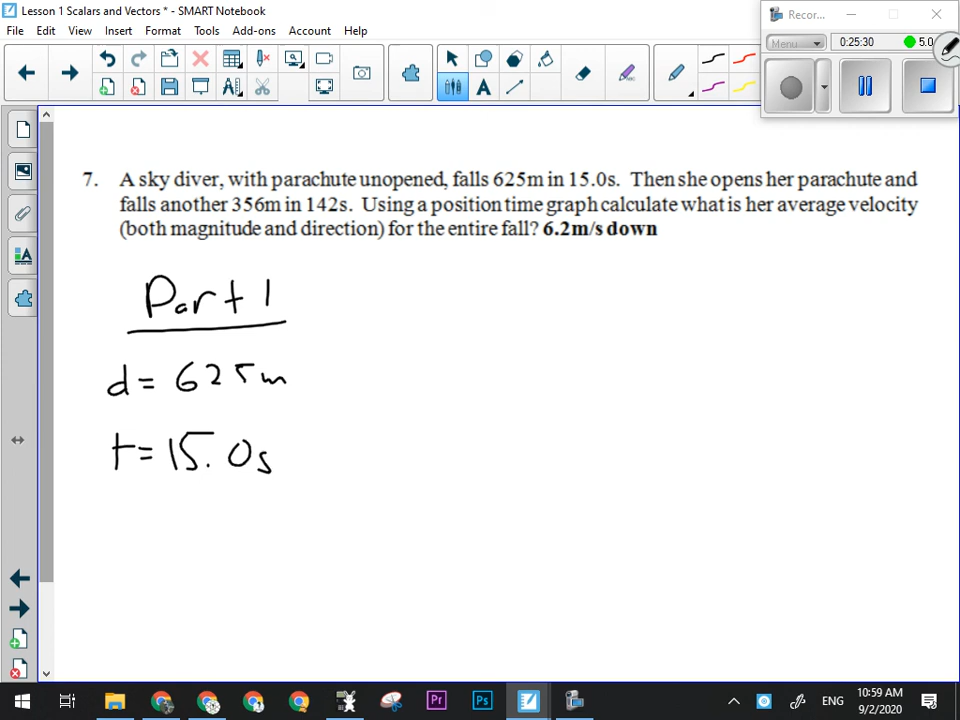 Lesson 1 Scalars and Vectors * - SMART Notebook
File Edit View Insert Format Tools Add-ons Account Help
Recor...
Menu
0:25:30
5.0
7. A sky diver, with parachute unopened, falls 625m in 15.0s. Then she opens her parachute and
falls another 356m in 142s. Using a position time graph calculate what is her average velocity
(both magnitude and direction) for the entire fall? 6.2m/s down
Part 1
d = 625m
t = 15.0s
ENG
10:59 AM
9/2/2020